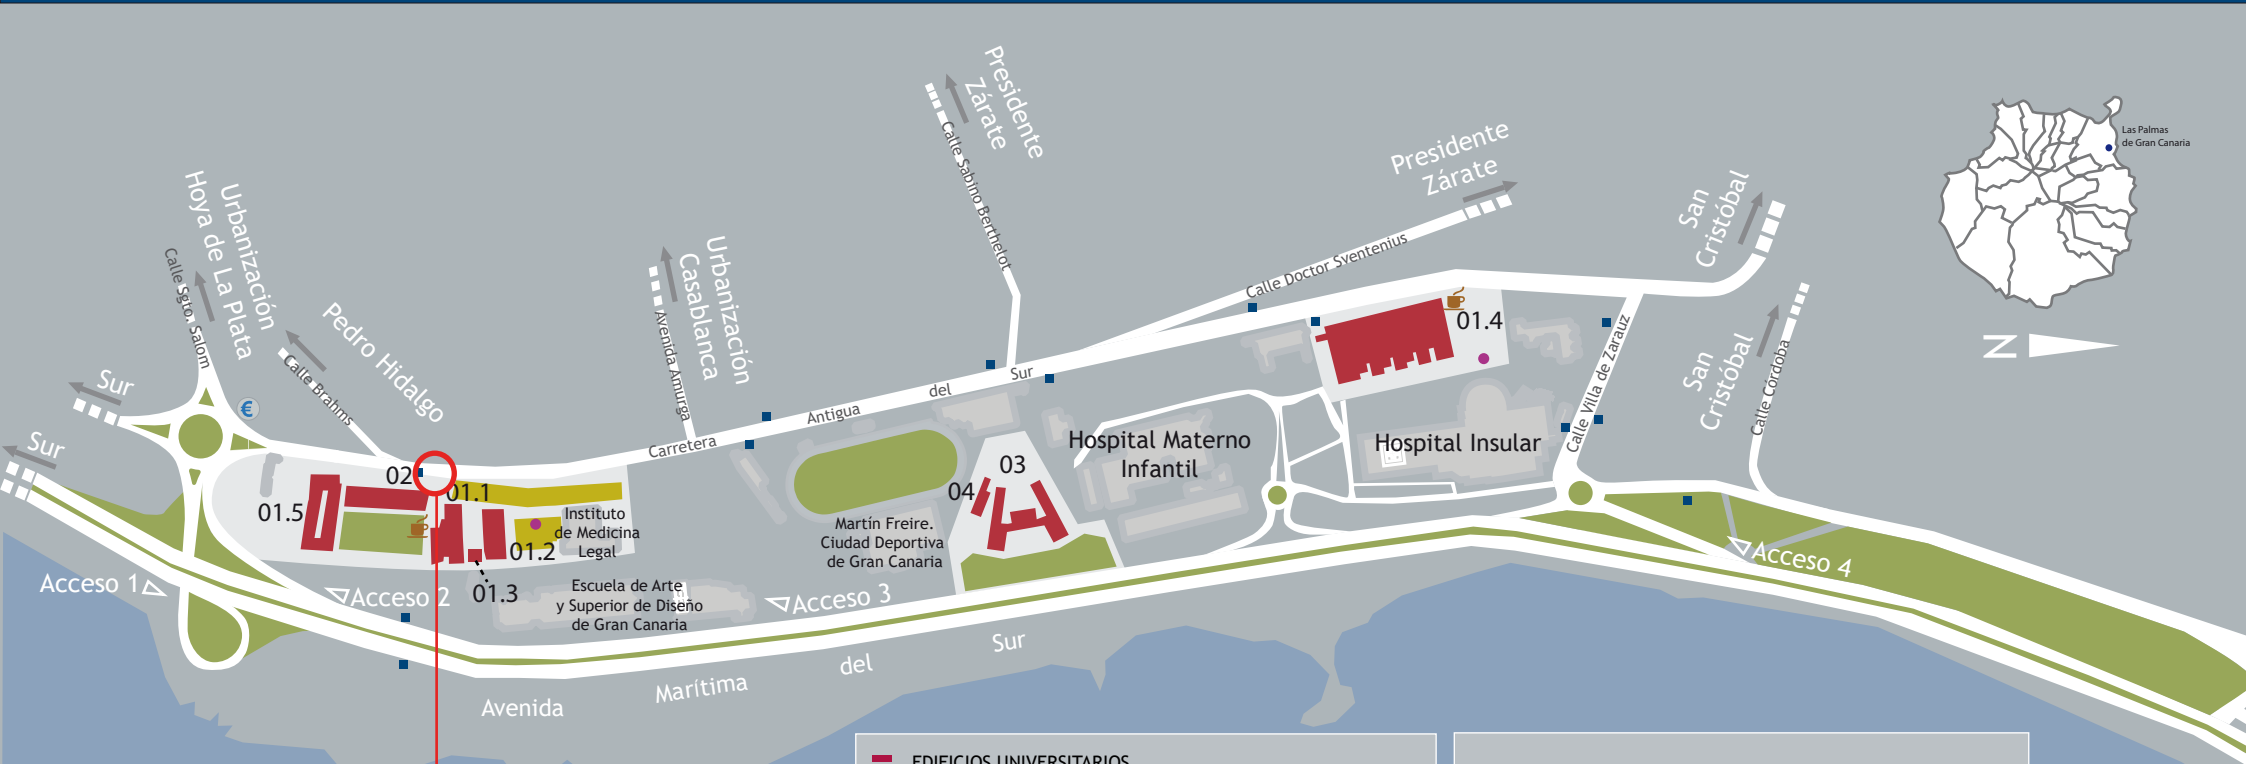 Presidente
Zárate
Calle Sabino Berthelot
Presidente
Zárate
Calle Doctor Sventenius
San
Cristóbal
Las Palmas
de Gran Canaria
N
Urbanización
Hoya de La Plata
Calle Sgto. Salom
Pedro Hidalgo
Calle Brahms
Urbanización
Casablanca
Avenida Amurga
Sur
Sur
€
Carretera
Antigua
del
Sur
01.4
Calle Villa de Zarauz
San
Cristóbal
Calle Córdoba
Hospital Materno
Infantil
Hospital Insular
02
01.1
01.5
01.2
01.3
Instituto
de Medicina
Legal
03
04
Martín Freire.
Ciudad Deportiva
de Gran Canaria
Escuela de Arte
y Superior de Diseño
de Gran Canaria
Acceso 1
Acceso 2
Acceso 3
Acceso 4
Avenida
Marítima
del
Sur
EDIFICIOS UNIVERSITARIOS